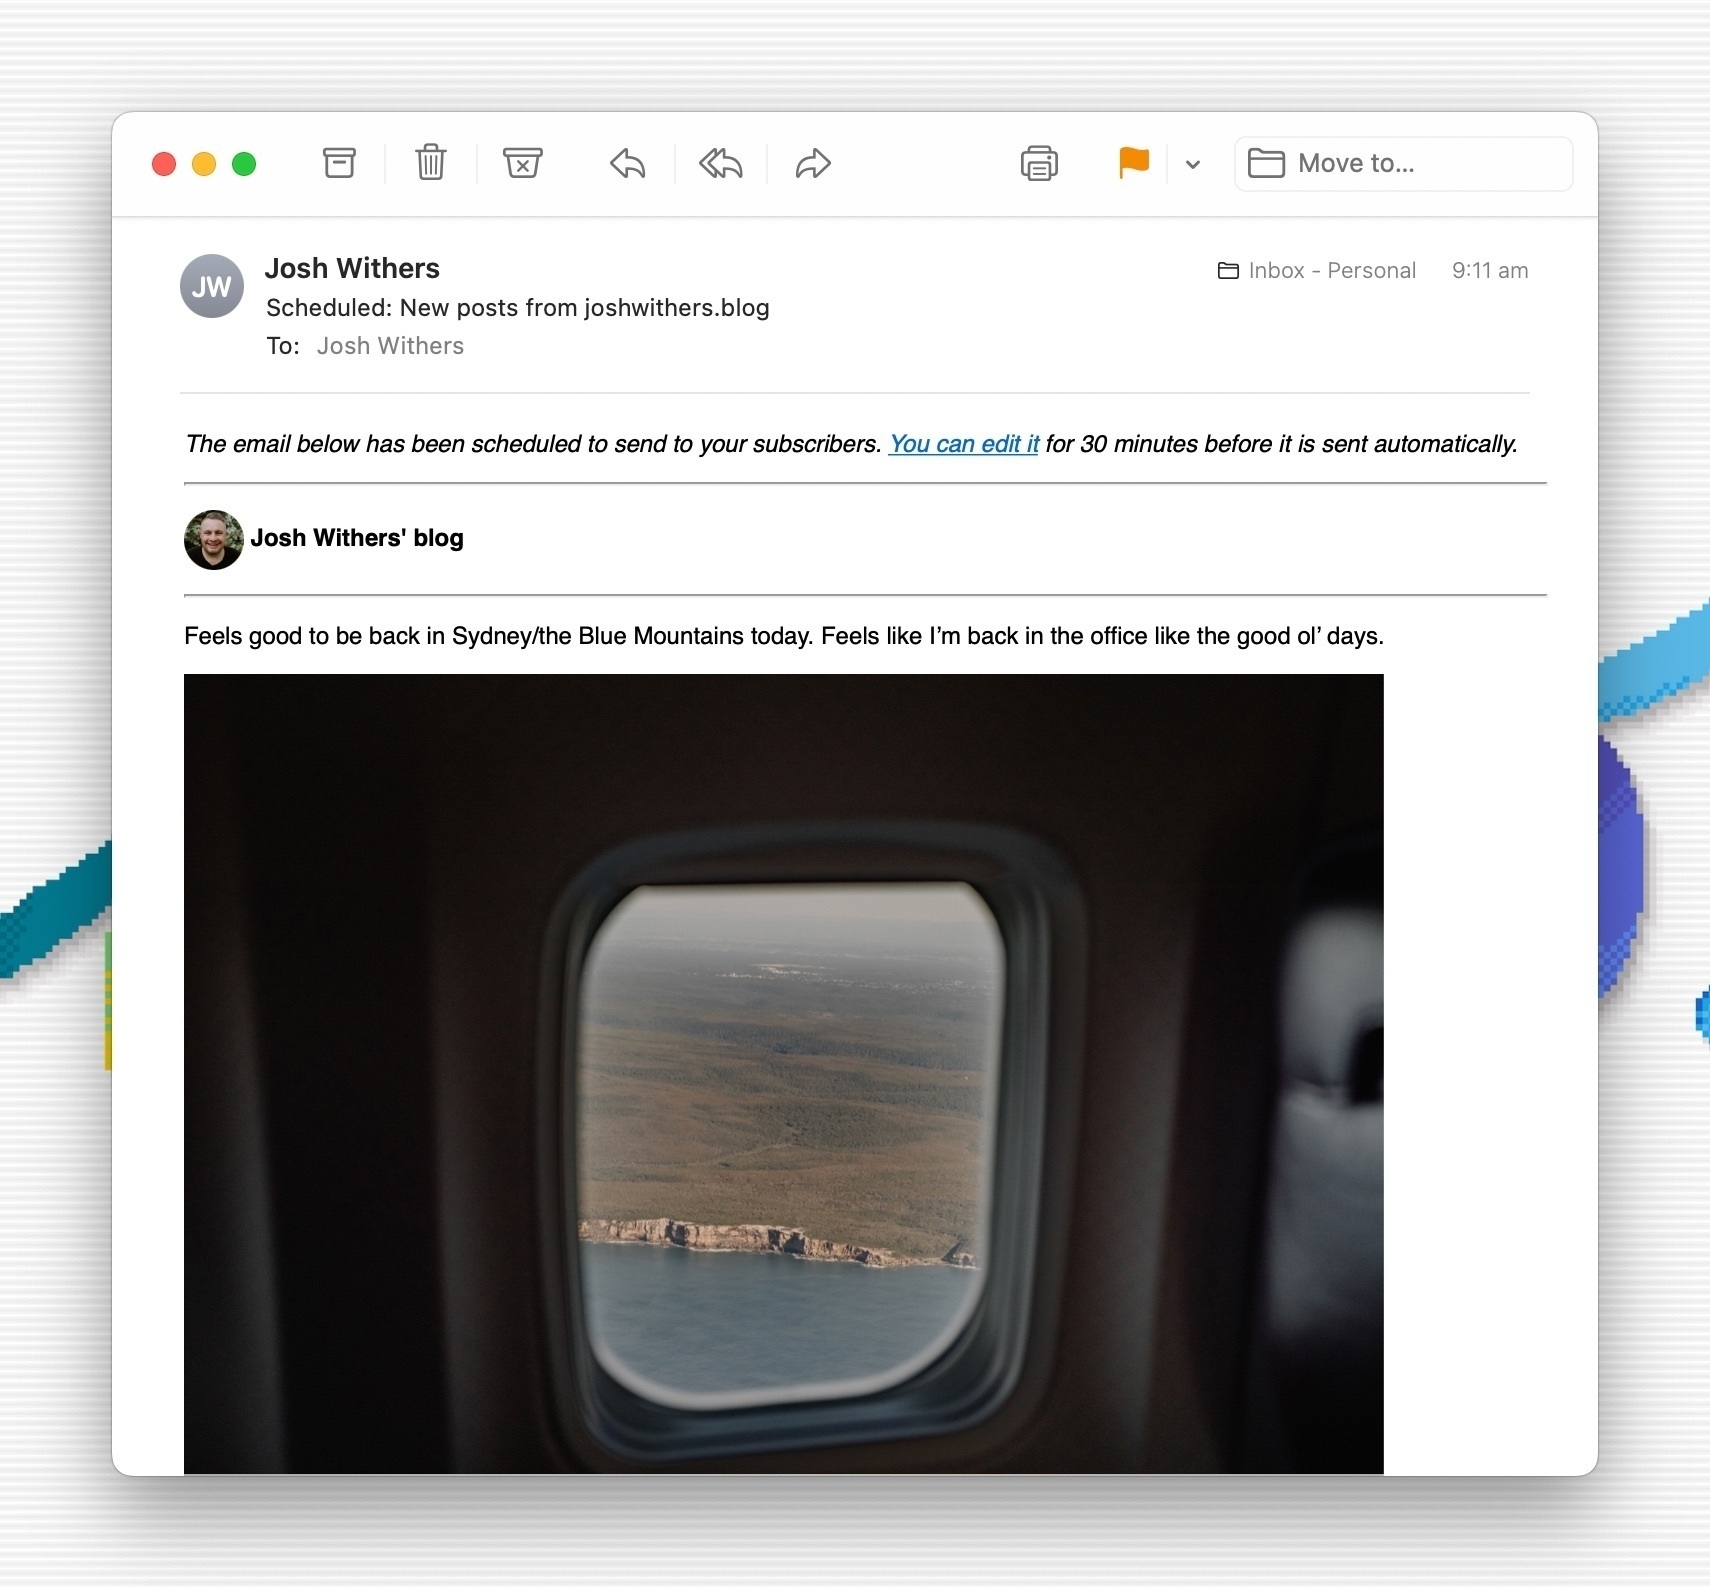 Move to...
JW
Josh Withers
Inbox - Personal
9:11 am
Scheduled: New posts from joshwithers.blog
To: Josh Withers
The email below has been scheduled to send to your subscribers. You can edit it for 30 minutes before it is sent automatically.
Josh Withers' blog
Feels good to be back in Sydney/the Blue Mountains today. Feels like I’m back in the office like the good ol’ days.